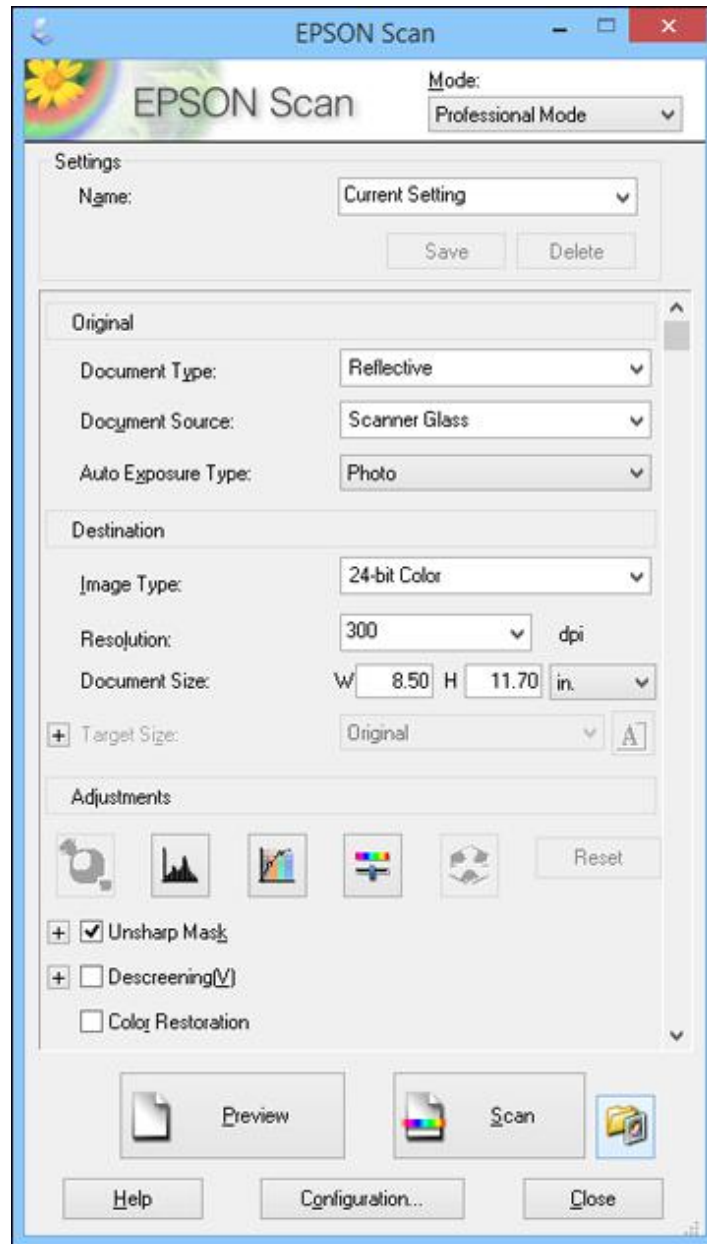 EPSON Scan
EPSON Scan
Mode:
Professional Mode
Settings
Name: Current Setting
Save Delete
Original
Document Type: Reflective
Document Source: Scanner Glass
Auto Exposure Type: Photo
Destination
Image Type: 24-bit Color
Resolution: 300 dpi
Document Size: W 8.50 H 11.70 in.
+ Target Size: Original A
Adjustments
Reset
+ Unsharp Mask
+ Descreening(V)
Color Restoration
Preview Scan
Help Configuration... Close